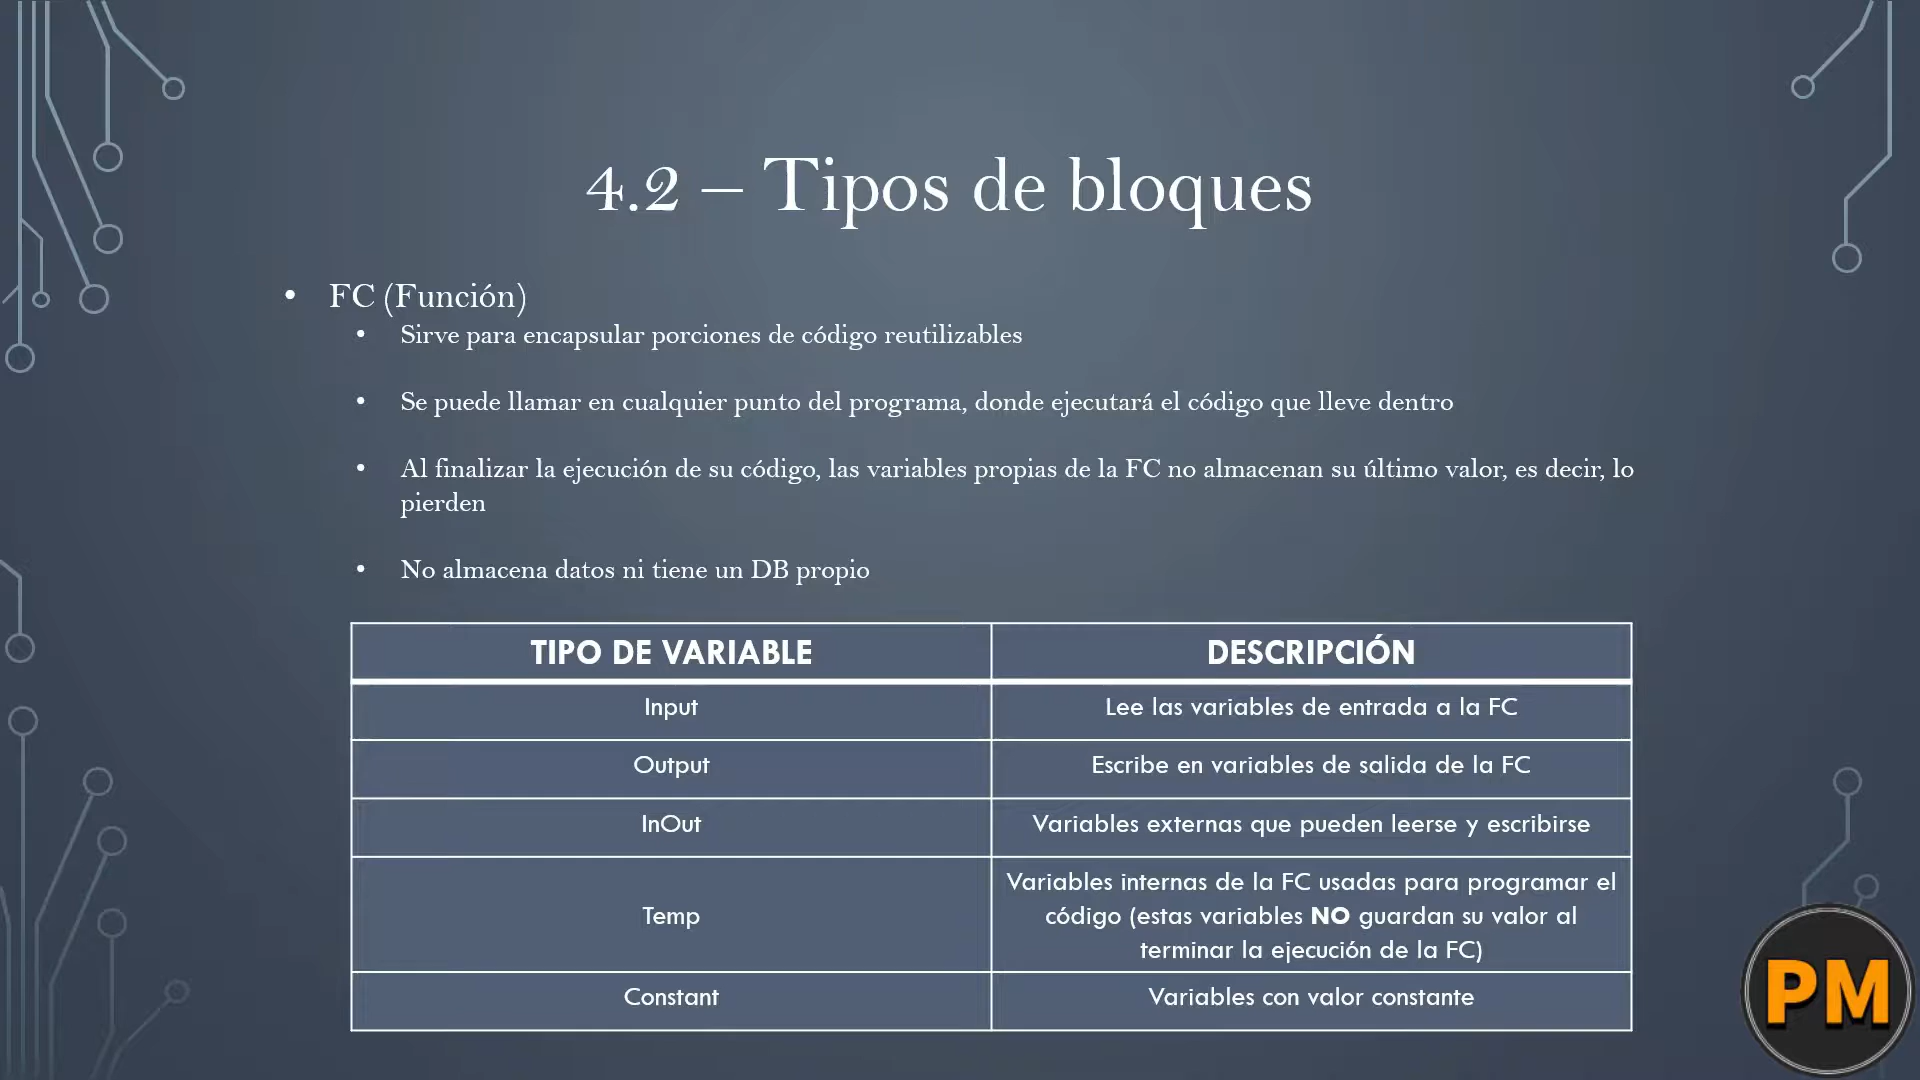 4.2 – Tipos de bloques
• FC (Función)
• Sirve para encapsular porciones de código reutilizables
• Se puede llamar en cualquier punto del programa, donde ejecutará el código que lleve dentro
• Al finalizar la ejecución de su código, las variables propias de la FC no almacenan su último valor, es decir, lo
pierden
• No almacena datos ni tiene un DB propio
TIPO DE VARIABLE DESCRIPCIÓN
Input Lee las variables de entrada a la FC
Output Escribe en variables de salida de la FC
InOut Variables externas que pueden leerse y escribirse
Variables internas de la FC usadas para programar el
Temp código (estas variables NO guardan su valor al
terminar la ejecución de la FC)
Constant Variables con valor constante
PM